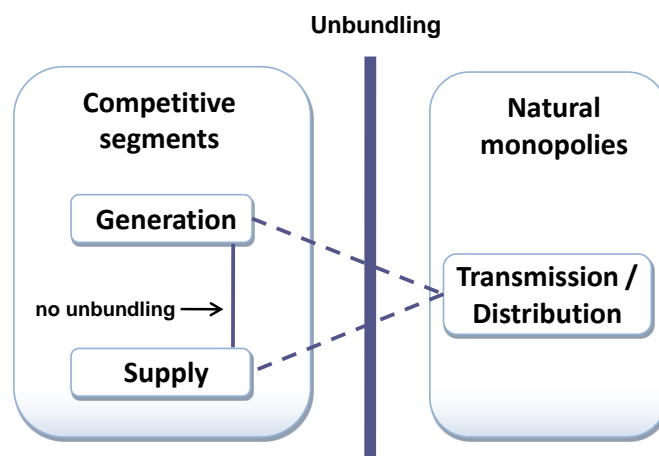 Unbundling
Competitive
segments
Generation
no unbundling
Supply
Natural
monopolies
Transmission /
Distribution